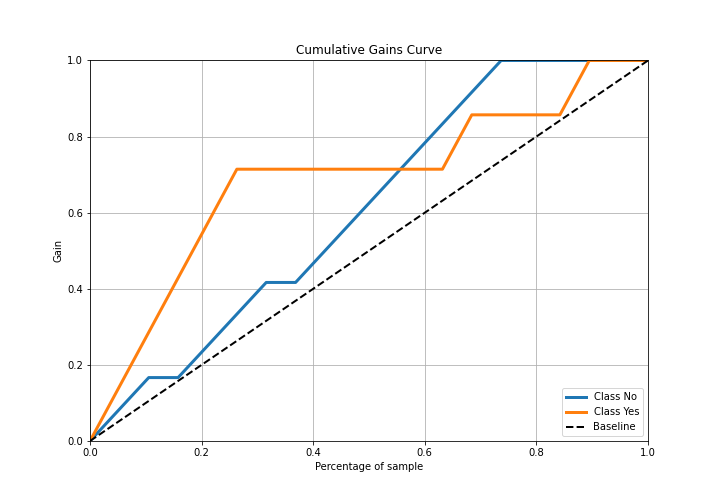 Cumulative Gains Curve
1.0
0.8
0.6
0.4
0.2
0.0
Gain
0.0 0.2 0.4 0.6 0.8 1.0
Percentage of sample
Class No
Class Yes
Baseline